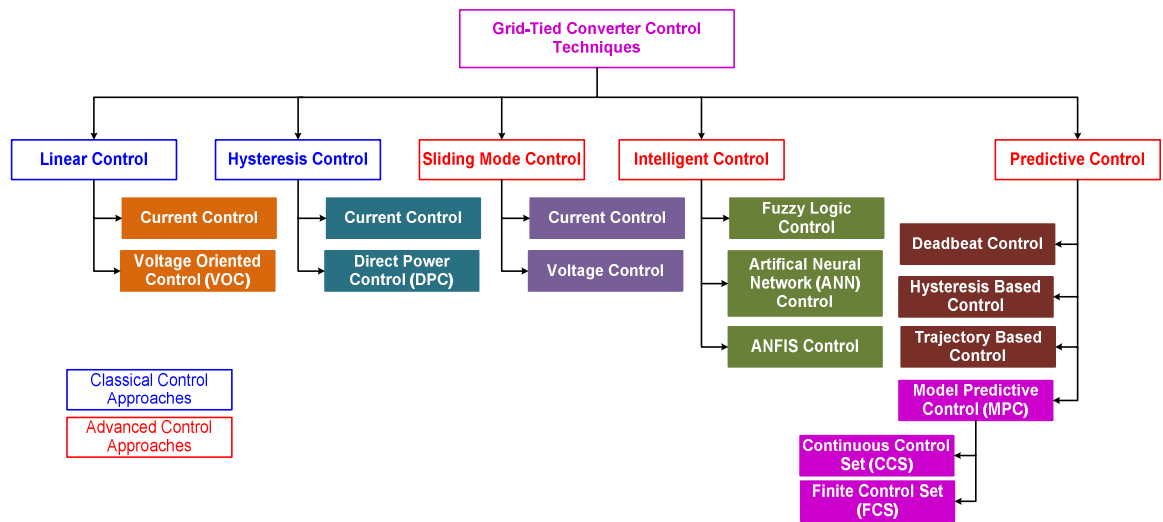 Grid-Tied Converter Control
Techniques
Linear Control
Hysteresis Control
Sliding Mode Control
Intelligent Control
Predictive Control
Current Control
Voltage Oriented
Control (VOC)
Current Control
Direct Power
Control (DPC)
Current Control
Voltage Control
Fuzzy Logic
Control
Artifical Neural
Network (ANN)
Control
ANFIS Control
Deadbeat Control
Hysteresis Based
Control
Trajectory Based
Control
Model Predictive
Control (MPC)
Continuous Control
Set (CCS)
Finite Control Set
(FCS)
Classical Control
Approaches
Advanced Control
Approaches